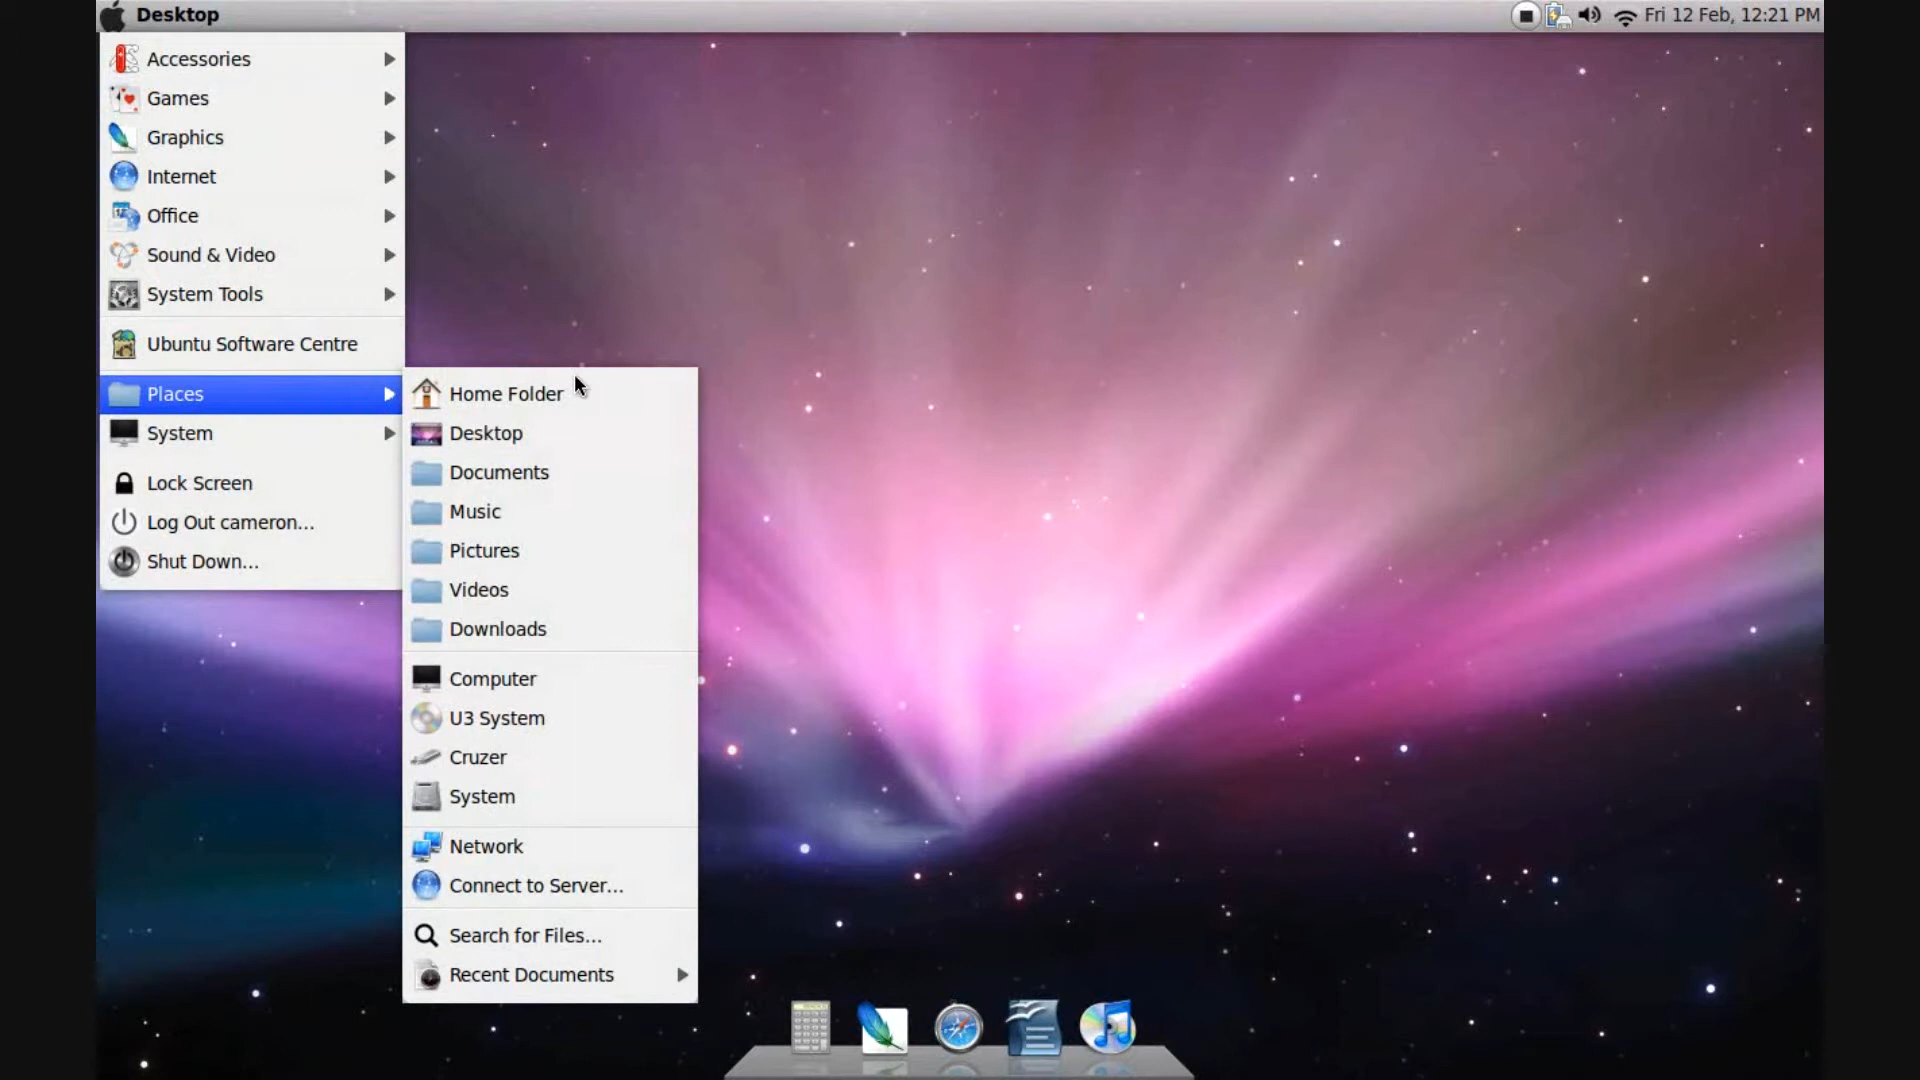 Desktop
Fri 12 Feb, 12:21 PM
Accessories
Games
Graphics
Internet
Office
Sound & Video
System Tools
Ubuntu Software Centre
Places
System
Lock Screen
Log Out cameron...
Shut Down...
Home Folder
Desktop
Documents
Music
Pictures
Videos
Downloads
Computer
U3 System
Cruzer
System
Network
Connect to Server...
Search for Files...
Recent Documents